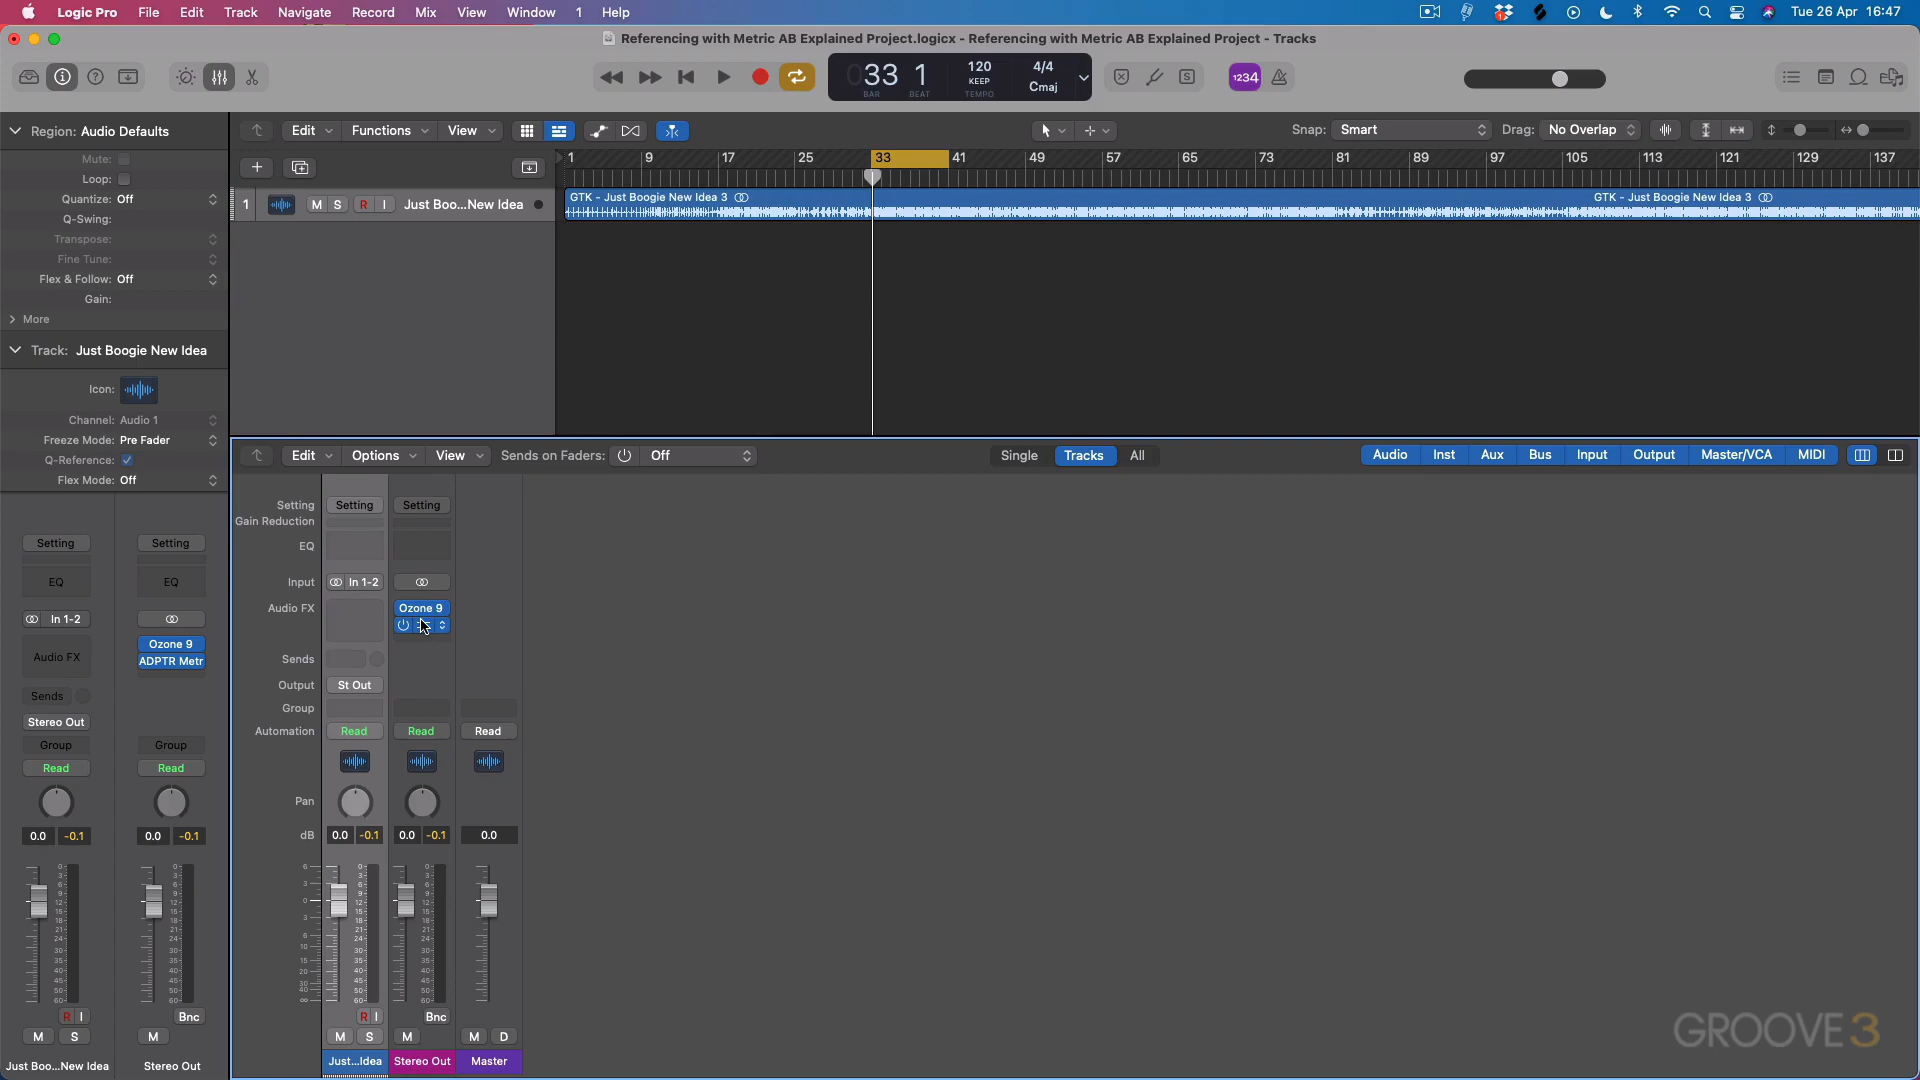 Logic Pro File Edit Track Navigate Record Mix View Window 1 Help
Tue 26 Apr 16:47
Referencing with Metric AB Explained Project.logicx - Referencing with Metric AB Explained Project - Tracks
033 1
BAR BEAT
120
KEEP
TEMPO
4/4
Cmaj
S
1234
Region: Audio Defaults
Mute:
Loop:
Quantize: Off
Q-Swing:
Transpose:
Fine Tune:
Flex & Follow: Off
Gain:
More
Track: Just Boogie New Idea
Icon:
Channel: Audio 1
Freeze Mode: Pre Fader
Q-Reference:
Flex Mode: Off
Edit Functions View
Snap: Smart
Drag: No Overlap
1 9 17 25 33 41 49 57 65 73 81 89 97 105 113 121 129 137
1 M S R I Just Boo...New Idea
GTK - Just Boogie New Idea 3
GTK - Just Boogie New Idea 3
Edit Options View Sends on Faders: Off
Single Tracks All
Audio Inst Aux Bus Input Output Master/VCA MIDI
Setting Setting Setting
Gain Reduction
EQ
Input In 1-2
Audio FX Ozone 9
Sends
Output St Out
Group
Automation Read Read Read
Pan
dB 0.0 -0.1 0.0 -0.1 0.0
R I Bnc
M S M M D
Just...Idea Stereo Out Master
Setting Setting
EQ EQ
In 1-2
Audio FX
Ozone 9
ADPTR Metr
Sends
Stereo Out
Group Group
Read Read
0.0 -0.1 0.0 -0.1
R I Bnc
M S M
Just Boo...New Idea Stereo Out
GROOVE3